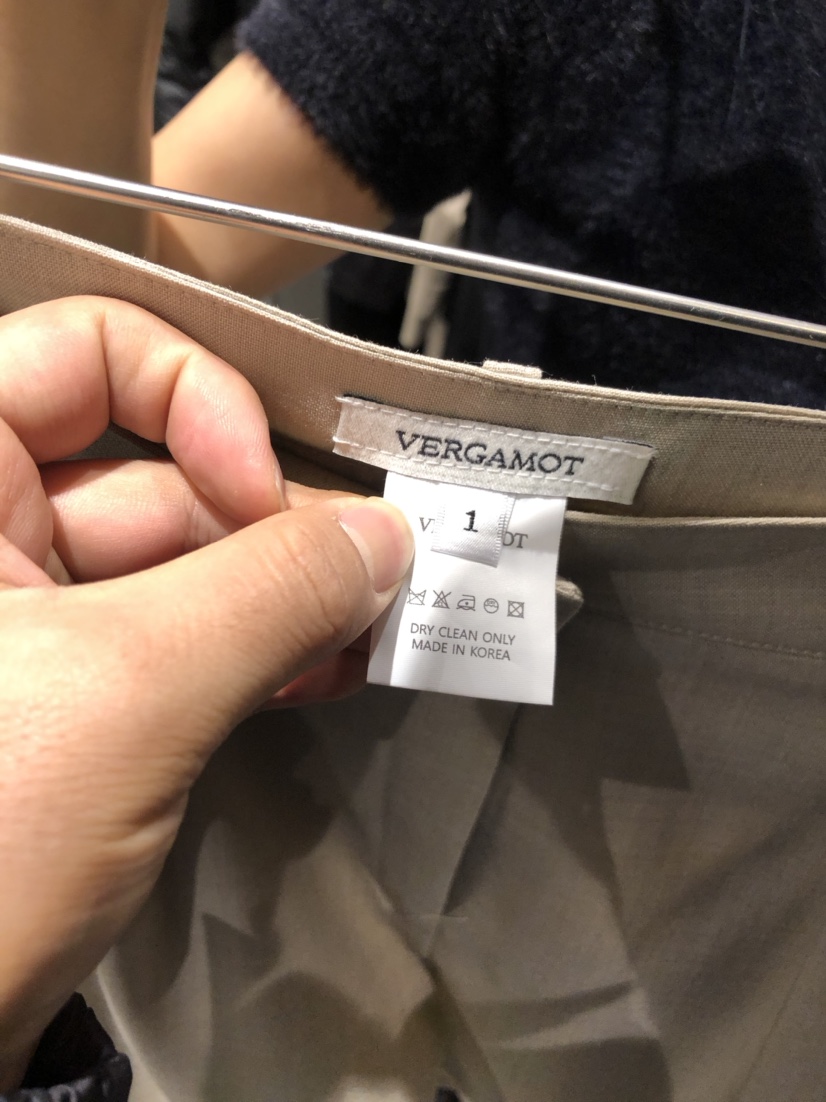 VERGAMOT
1
DRY CLEAN ONLY
MADE IN KOREA